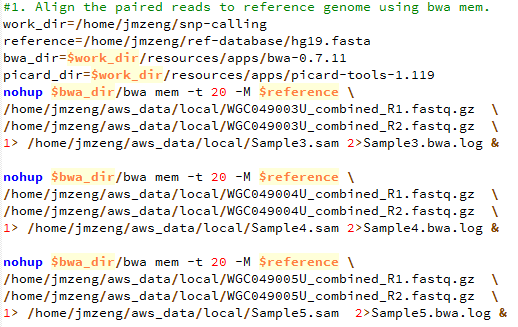 #1. Align the paired reads to reference genome using bwa mem.
work_dir=/home/jmzeng/snp-calling
reference=/home/jmzeng/ref-database/hg19.fasta
bwa_dir=$work_dir/resources/apps/bwa-0.7.11
picard_dir=$work_dir/resources/apps/picard-tools-1.119
nohup $bwa_dir/bwa mem -t 20 -M $reference \
/home/jmzeng/aws_data/local/WGC049003U_combined_R1.fastq.gz  \
/home/jmzeng/aws_data/local/WGC049003U_combined_R2.fastq.gz  \
1> /home/jmzeng/aws_data/local/Sample3.sam 2>Sample3.bwa.log &
nohup $bwa_dir/bwa mem -t 20 -M $reference \
/home/jmzeng/aws_data/local/WGC049004U_combined_R1.fastq.gz  \
/home/jmzeng/aws_data/local/WGC049004U_combined_R2.fastq.gz  \
1> /home/jmzeng/aws_data/local/Sample4.sam 2>Sample4.bwa.log &
nohup $bwa_dir/bwa mem -t 20 -M $reference \
/home/jmzeng/aws_data/local/WGC049005U_combined_R1.fastq.gz  \
/home/jmzeng/aws_data/local/WGC049005U_combined_R2.fastq.gz  \
1> /home/jmzeng/aws_data/local/Sample5.sam  2>Sample5.bwa.log &